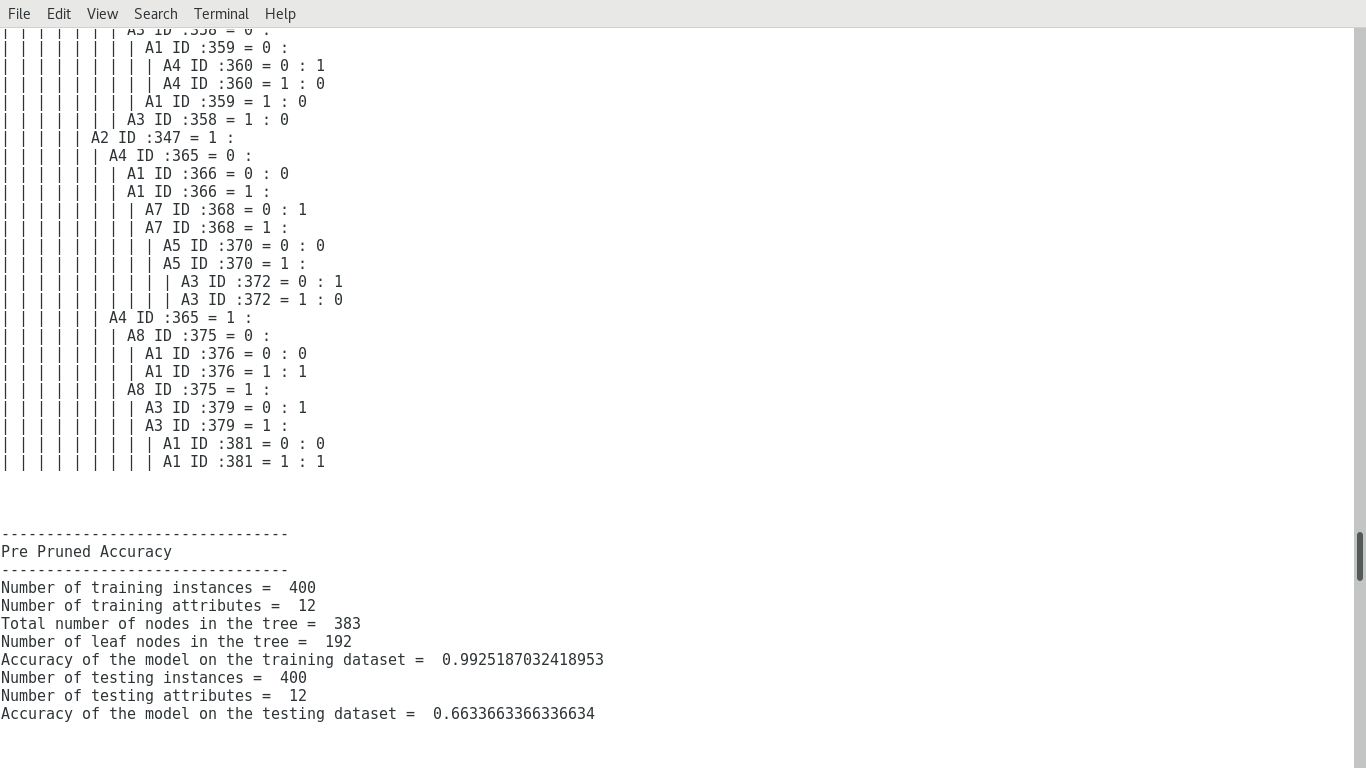 File Edit View Search Terminal Help
| | | | | | | A3 ID :358 = 0 :
| | | | | | | | A1 ID :359 = 0 :
| | | | | | | | | A4 ID :360 = 0 : 1
| | | | | | | | | A4 ID :360 = 1 : 0
| | | | | | | | A1 ID :359 = 1 : 0
| | | | | | | A3 ID :358 = 1 : 0
| | | | | A2 ID :347 = 1 :
| | | | | | A4 ID :365 = 0 :
| | | | | | | A1 ID :366 = 0 : 0
| | | | | | | A1 ID :366 = 1 :
| | | | | | | | A7 ID :368 = 0 : 1
| | | | | | | | A7 ID :368 = 1 :
| | | | | | | | | A5 ID :370 = 0 : 0
| | | | | | | | | A5 ID :370 = 1 :
| | | | | | | | | | A3 ID :372 = 0 : 1
| | | | | | | | | | A3 ID :372 = 1 : 0
| | | | | | A4 ID :365 = 1 :
| | | | | | | A8 ID :375 = 0 :
| | | | | | | | A1 ID :376 = 0 : 0
| | | | | | | | A1 ID :376 = 1 : 1
| | | | | | | A8 ID :375 = 1 :
| | | | | | | | A3 ID :379 = 0 : 1
| | | | | | | | A3 ID :379 = 1 :
| | | | | | | | | A1 ID :381 = 0 : 0
| | | | | | | | | A1 ID :381 = 1 : 1
--------------------------------
Pre Pruned Accuracy
--------------------------------
Number of training instances =  400
Number of training attributes =  12
Total number of nodes in the tree =  383
Number of leaf nodes in the tree =  192
Accuracy of the model on the training dataset =  0.9925187032418953
Number of testing instances =  400
Number of testing attributes =  12
Accuracy of the model on the testing dataset =  0.6633663366336634